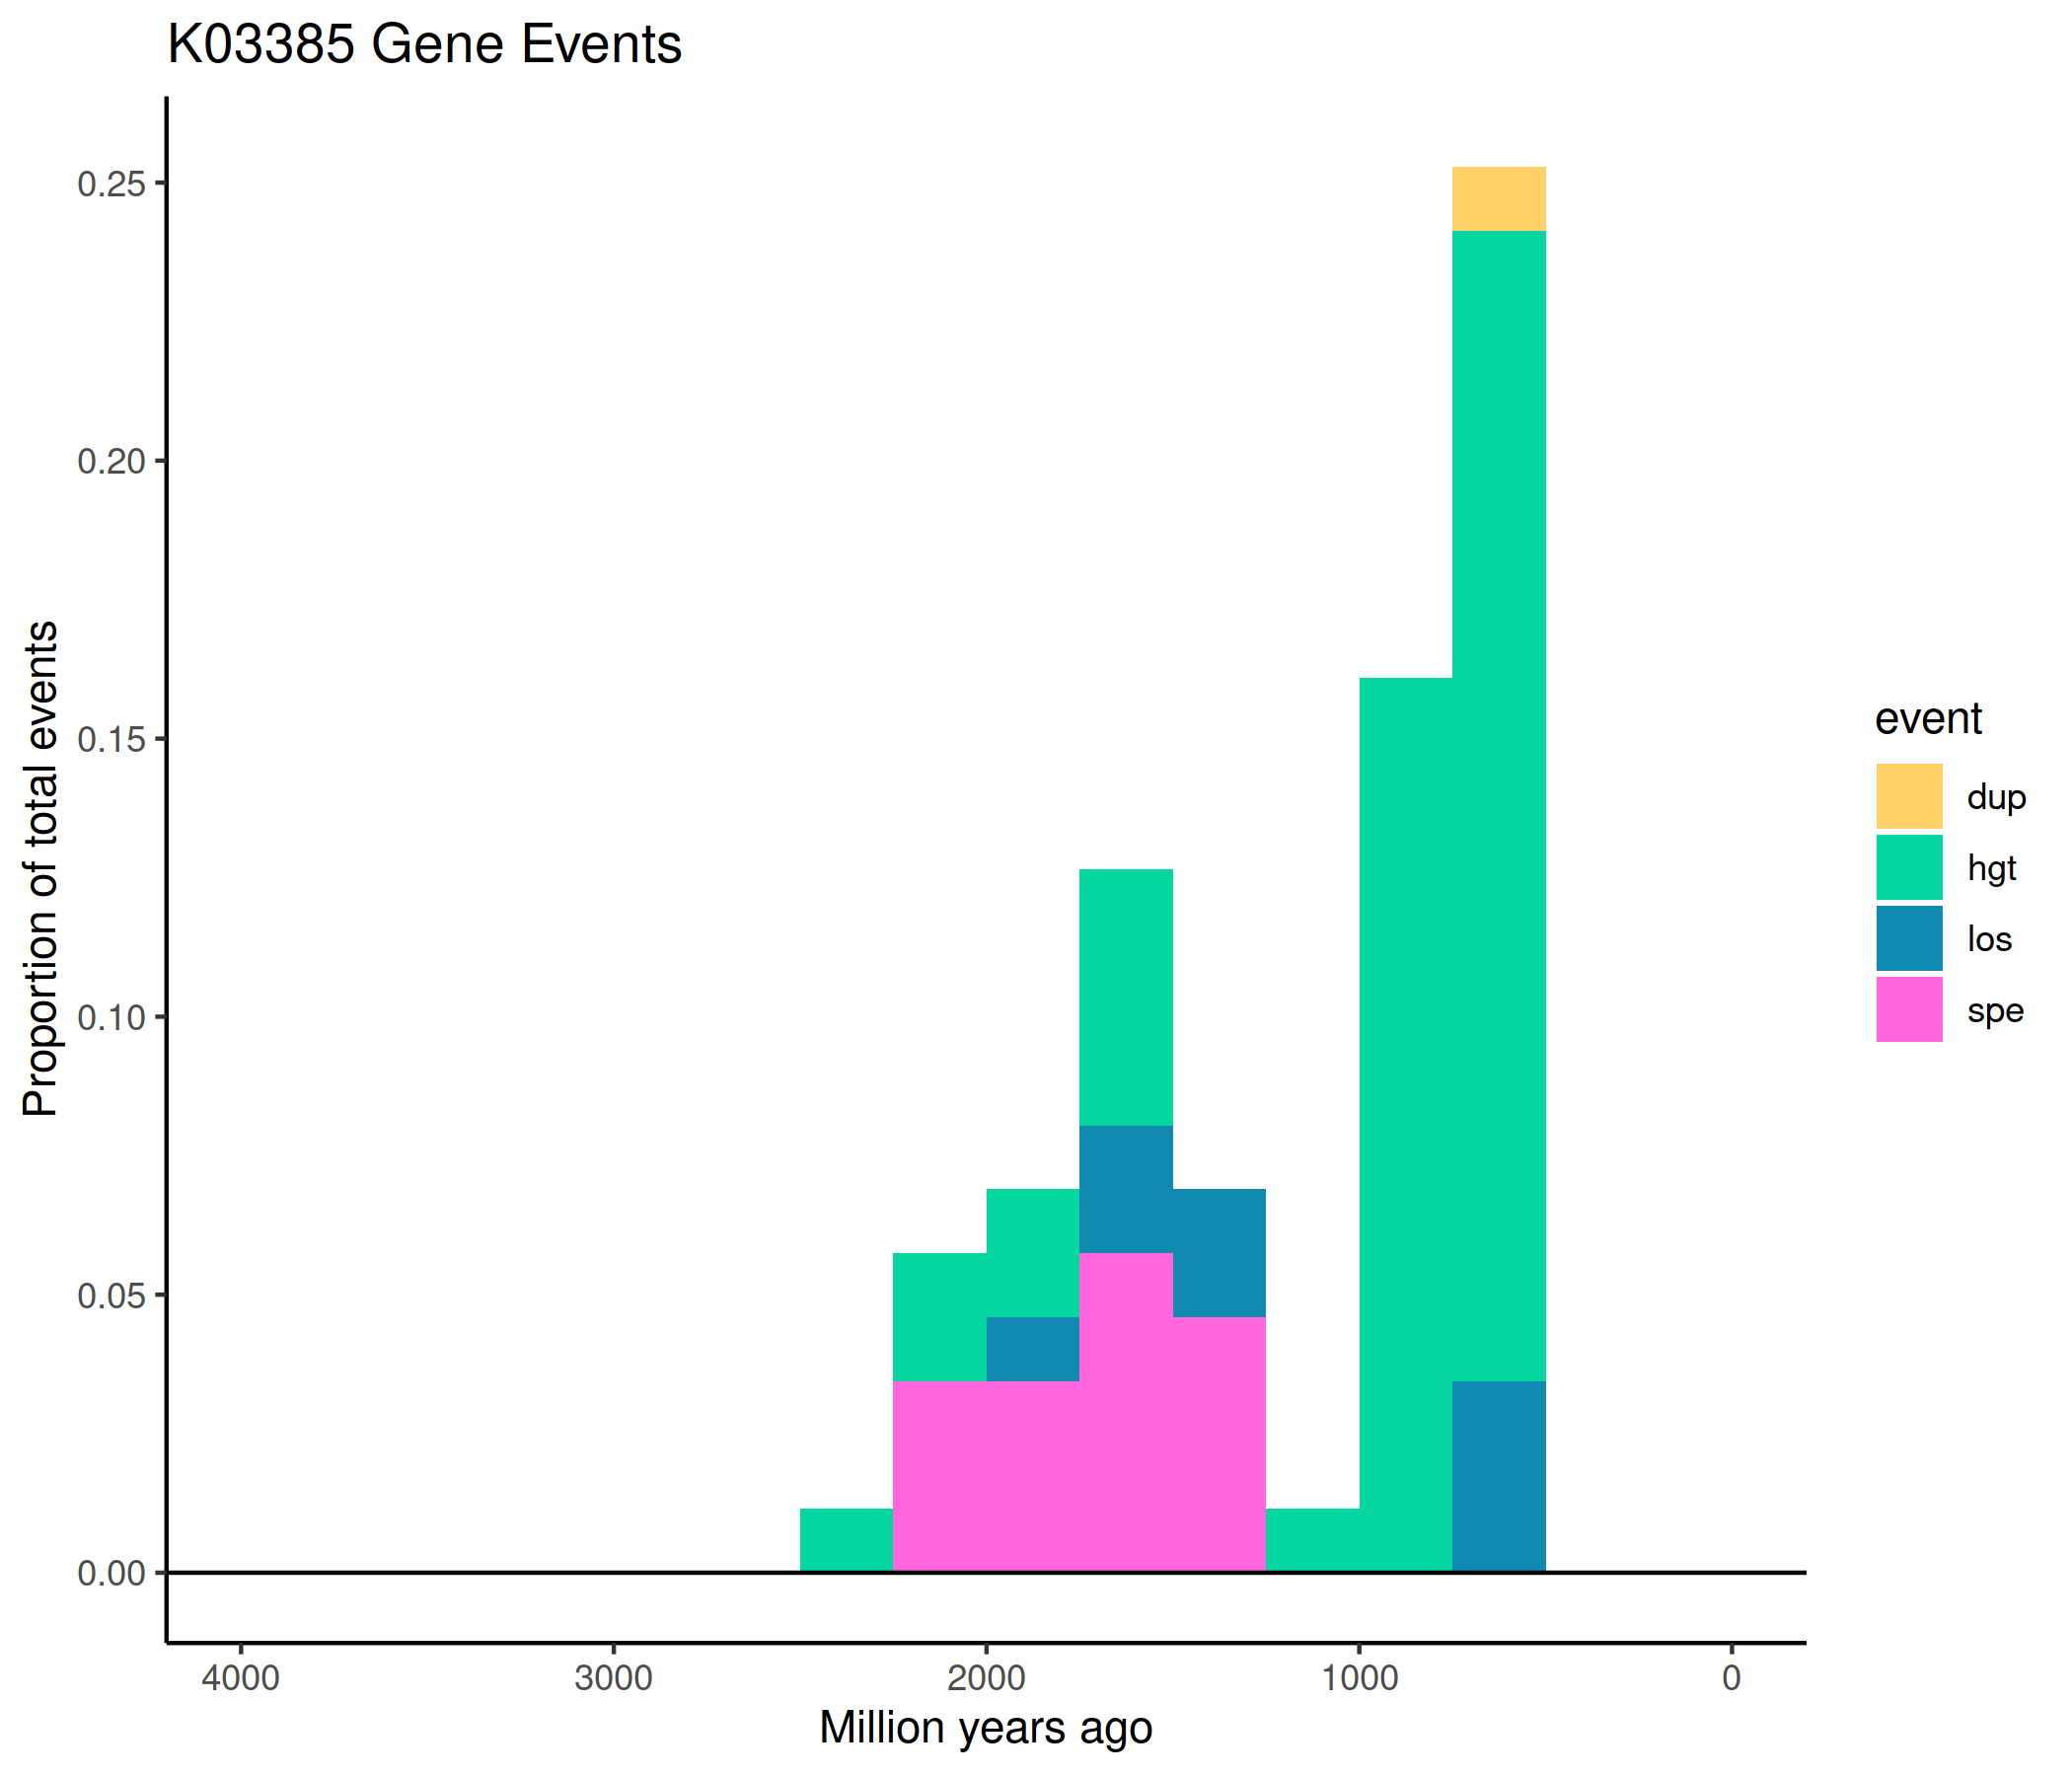 K03385 Gene Events
Proportion of total events
0.25
0.20
0.15
0.10
0.05
0.00
4000 3000 2000 1000 0
Million years ago
event
dup
hgt
los
spe